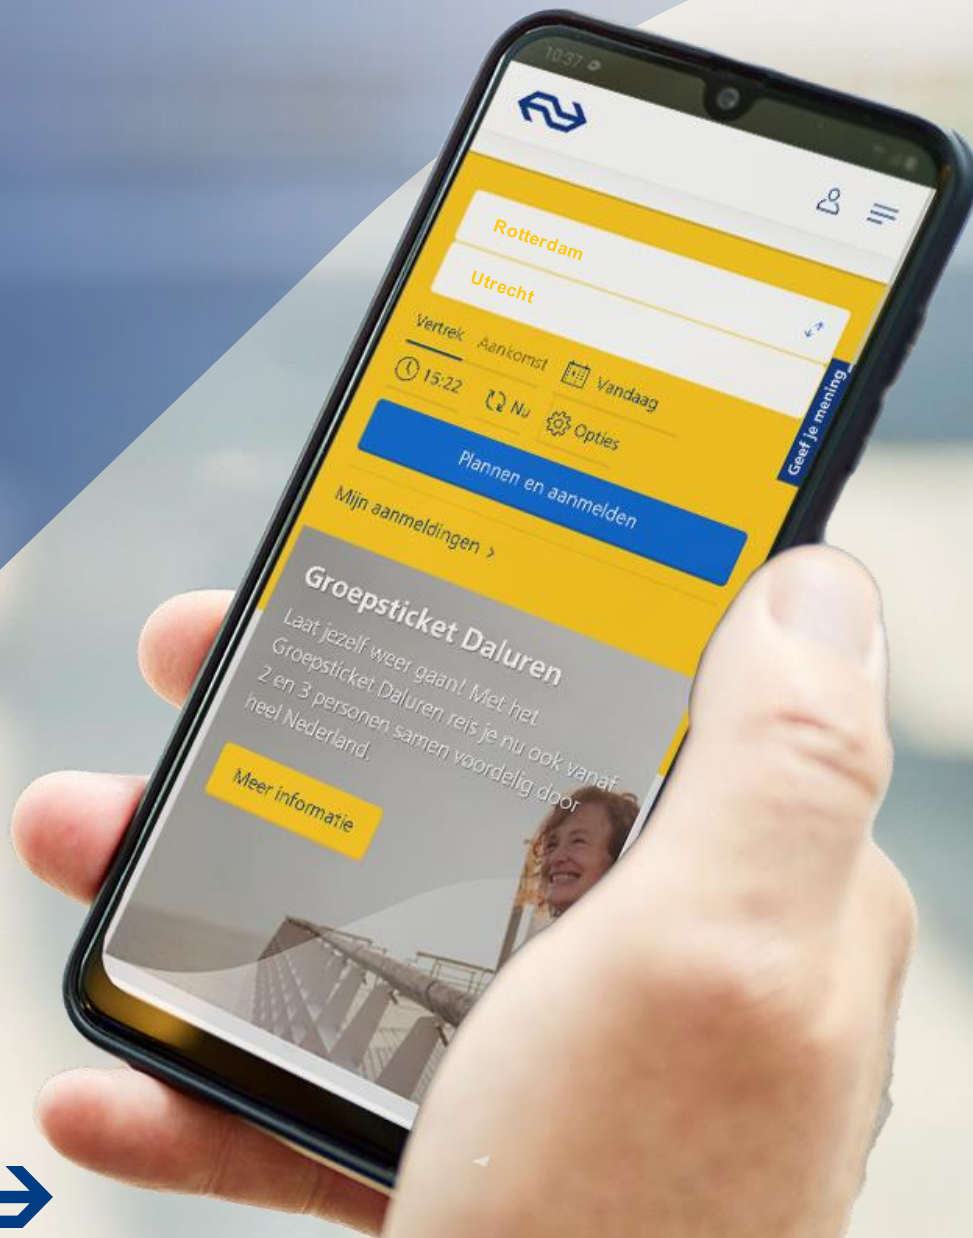 10:37
Rotterdam
Utrecht
Vertrek Aankomst Vandaag
15:22 Nu Opties
Plannen en aanmelden
Mijn aanmeldingen >
Geef je mening
Groepsticket Daluren
Laat jezelf weer gaan! Met het
Groepsticket Daluren reis je nu ook vanaf
2 en 3 personen samen voordelig door
heel Nederland.
Meer informatie